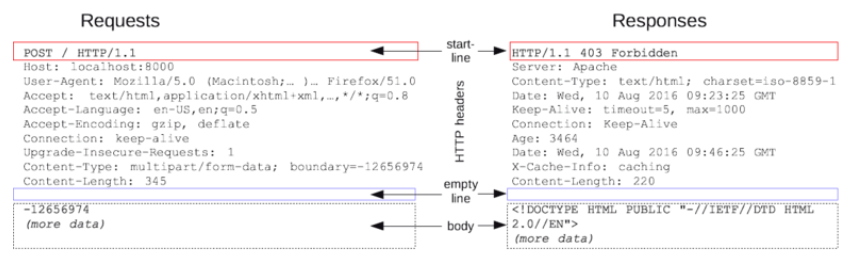 Requests
POST / HTTP/1.1
Host: localhost:8000
User-Agent: Mozilla/5.0 (Macintosh;… )… Firefox/51.0
Accept: text/html,application/xhtml+xml,…,*/*;q=0.8
Accept-Language: en-US,en;q=0.5
Accept-Encoding: gzip, deflate
Connection: keep-alive
Upgrade-Insecure-Requests: 1
Content-Type: multipart/form-data; boundary=-12656974
Content-Length: 345
-12656974
(more data)
start-
line
HTTP headers
empty
line
body
Responses
HTTP/1.1 403 Forbidden
Server: Apache
Content-Type: text/html; charset=iso-8859-1
Date: Wed, 10 Aug 2016 09:23:25 GMT
Keep-Alive: timeout=5, max=1000
Connection: Keep-Alive
Age: 3464
Date: Wed, 10 Aug 2016 09:46:25 GMT
X-Cache-Info: caching
Content-Length: 220
<!DOCTYPE HTML PUBLIC "-//IETF//DTD HTML
2.0//EN">
(more data)